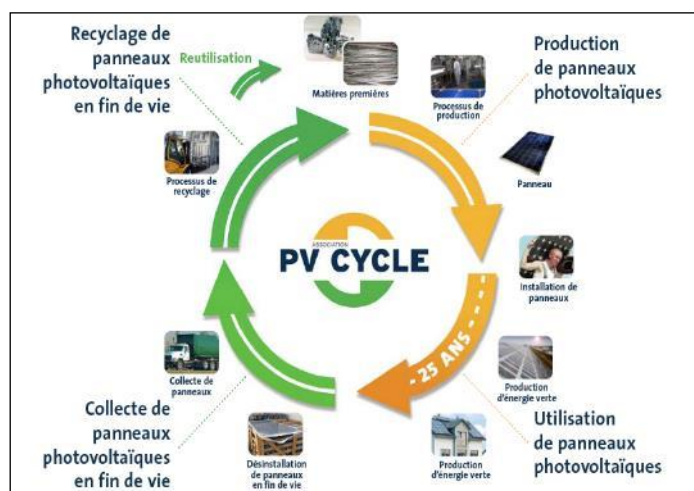 Recyclage de
panneaux
photovoltaïques
en fin de vie
Reutilisation
Matières premières
Processus de
production
Production
de panneaux
photovoltaïques
Panneau
Processus de
recyclage
ASSOCIATION
PV CYCLE
Installation de
panneaux
25 ANS
Production
d'énergie verte
Production
d'énergie verte
Utilisation
de panneaux
photovoltaïques
Désinstallation
de panneaux
en fin de vie
Collecte de
panneaux
Collecte de
panneaux
photovoltaïques
en fin de vie